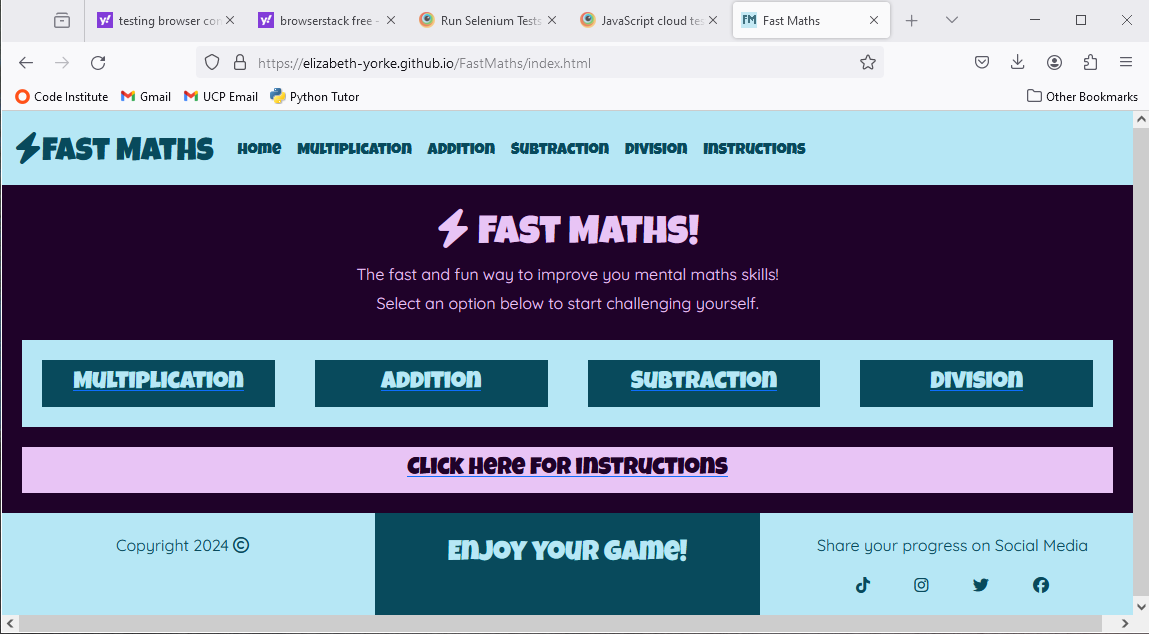 testing browser con
browserstack free -
Run Selenium Tests
JavaScript cloud tes
FM Fast Maths
https://elizabeth-yorke.github.io/FastMaths/index.html
Code Institute Gmail UCP Email Python Tutor Other Bookmarks
FAST MATHS Home Multiplication Addition Subtraction Division Instructions
FAST MATHS!
The fast and fun way to improve you mental maths skills!
Select an option below to start challenging yourself.
Multiplication Addition Subtraction Division
Click Here For Instructions
Copyright 2024 ©
Enjoy your game!
Share your progress on Social Media